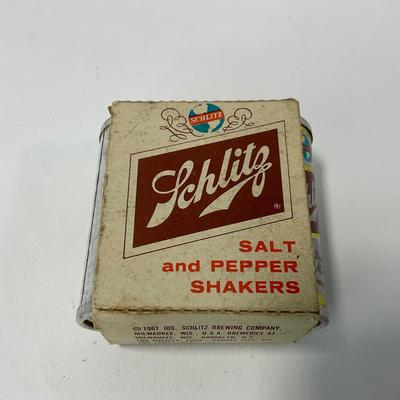 SCHLITZ
Schlitz
®
SALT
and PEPPER
SHAKERS
© 1961 JOS. SCHLITZ BREWING COMPANY,
MILWAUKEE, WIS., U.S.A. BREWERIES AT
MILWAUKEE, WIS., BROOKLYN, N.Y.